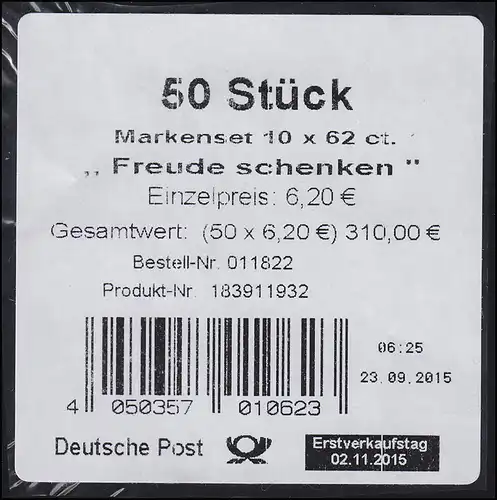 50 Stück
Markenset 10 x 62 ct.
„ Freude schenken "
Einzelpreis: 6,20 €
Gesamtwert: (50 x 6,20 €) 310,00 €
Bestell-Nr. 011822
Produkt-Nr. 183911932
06:25
23.09.2015
4 050357 010623
Deutsche Post
Erstverkaufstag
02.11.2015